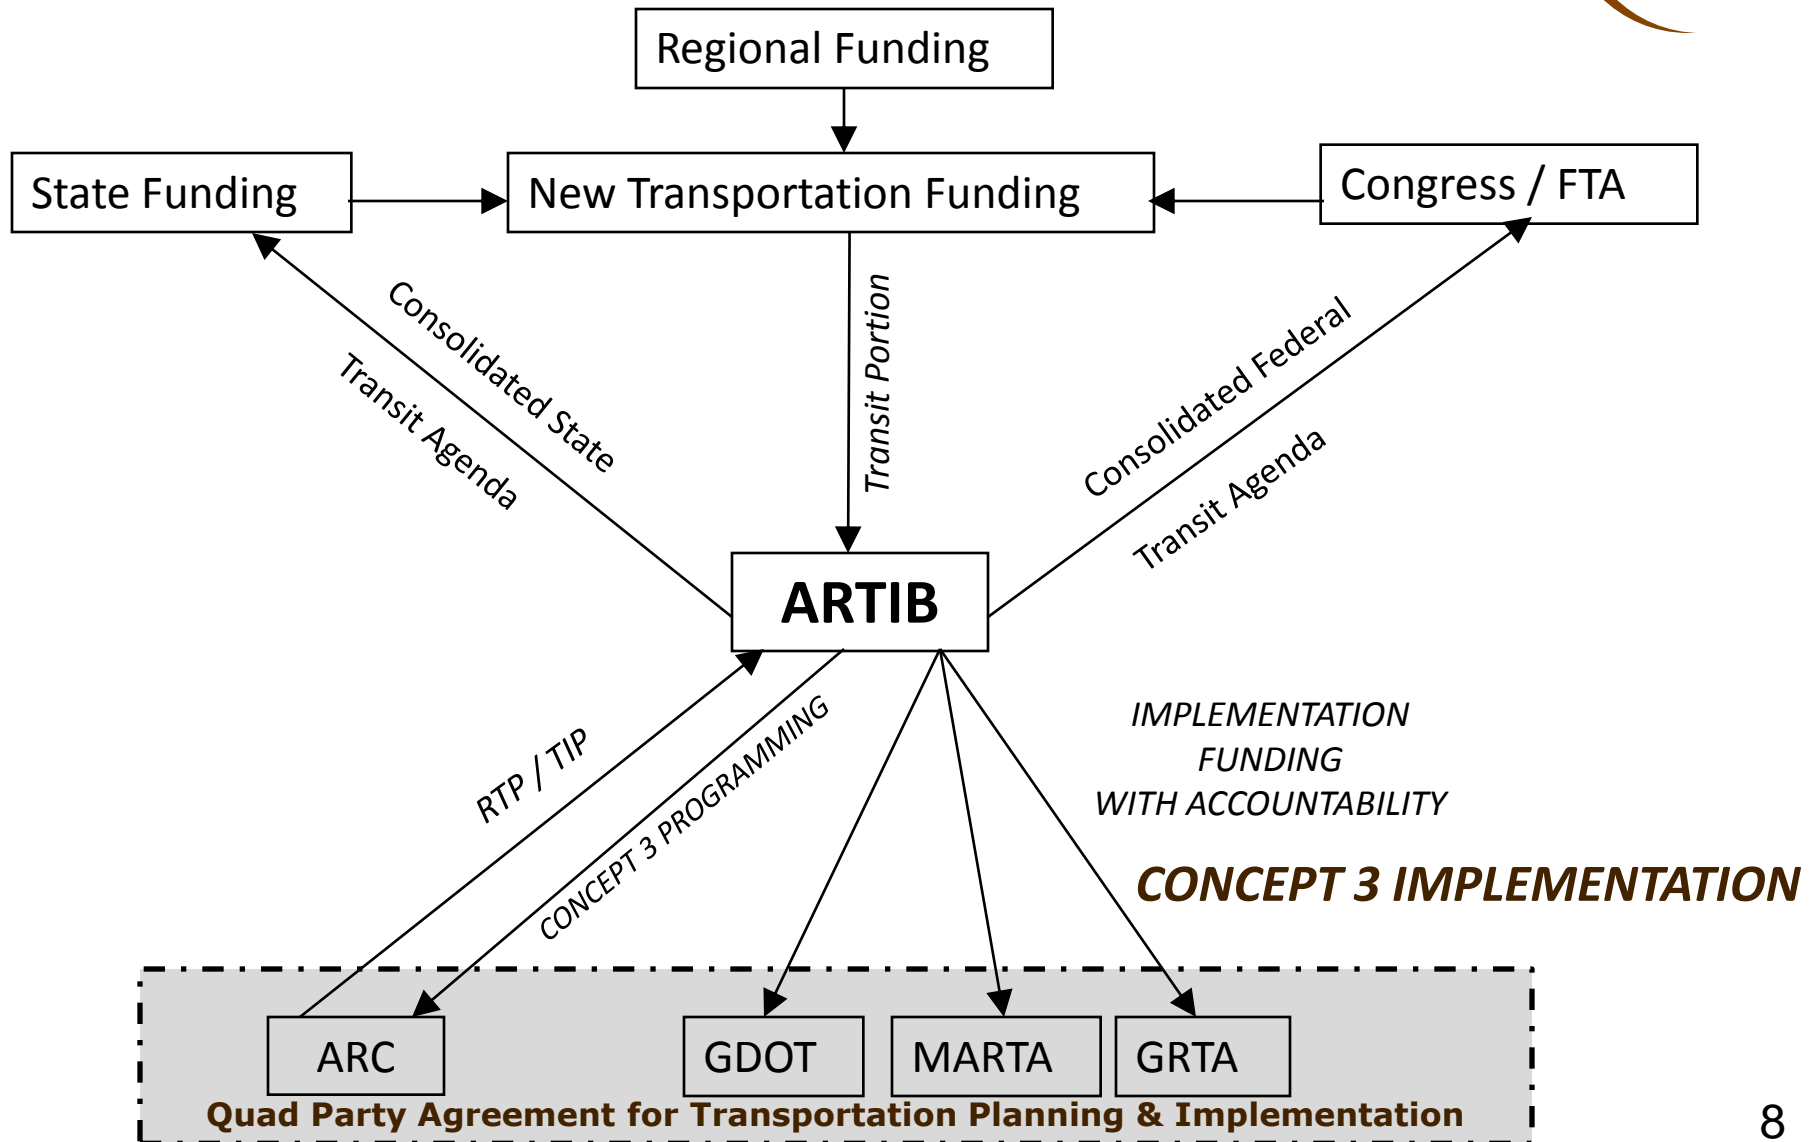 Regional Funding
State Funding
New Transportation Funding
Congress / FTA
Consolidated State
Transit Agenda
Transit Portion
Consolidated Federal
Transit Agenda
ARTIB
RTP / TIP
CONCEPT 3 PROGRAMMING
IMPLEMENTATION
FUNDING
WITH ACCOUNTABILITY
CONCEPT 3 IMPLEMENTATION
ARC
GDOT
MARTA
GRTA
Quad Party Agreement for Transportation Planning & Implementation
8